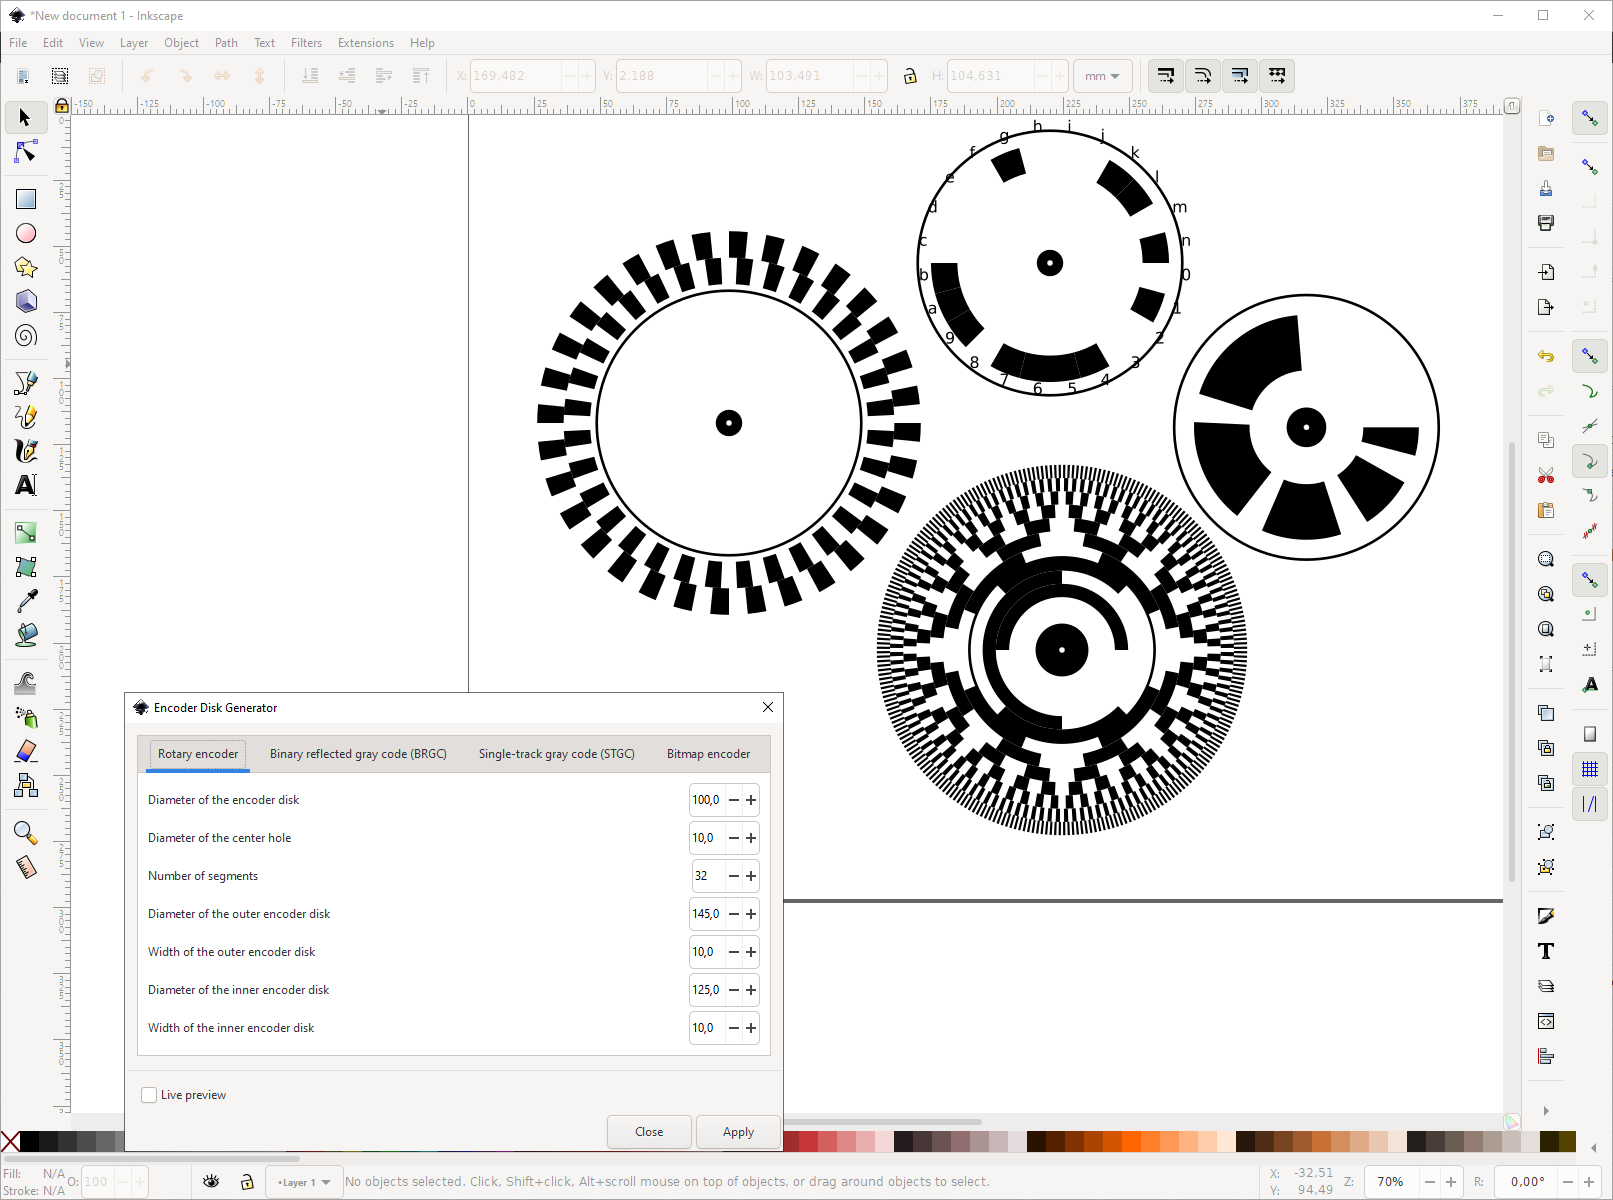 *New document 1 - Inkscape
File Edit View Layer Object Path Text Filters Extensions Help
X: 169,482 Y: 2,188 W: 103,491 H: 104,631 mm
-150 -125 -100 -75 -50 -25 0 25 50 75 100 125 150 175 200 225 250 275 300 325 350 375
h i
g j
f k
e l
d m
c n
b 0
a 1
9 2
8 3
7 6 5 4
Encoder Disk Generator
Rotary encoder Binary reflected gray code (BRGC) Single-track gray code (STGC) Bitmap encoder
Diameter of the encoder disk 100,0
Diameter of the center hole 10,0
Number of segments 32
Diameter of the outer encoder disk 145,0
Width of the outer encoder disk 10,0
Diameter of the inner encoder disk 125,0
Width of the inner encoder disk 10,0
Live preview
Close Apply
Fill: N/A
Stroke: N/A
O: 100
•Layer 1
No objects selected. Click, Shift+click, Alt+scroll mouse on top of objects, or drag around objects to select.
X: -32,51
Y: 94,49
Z: 70%
R: 0,00°